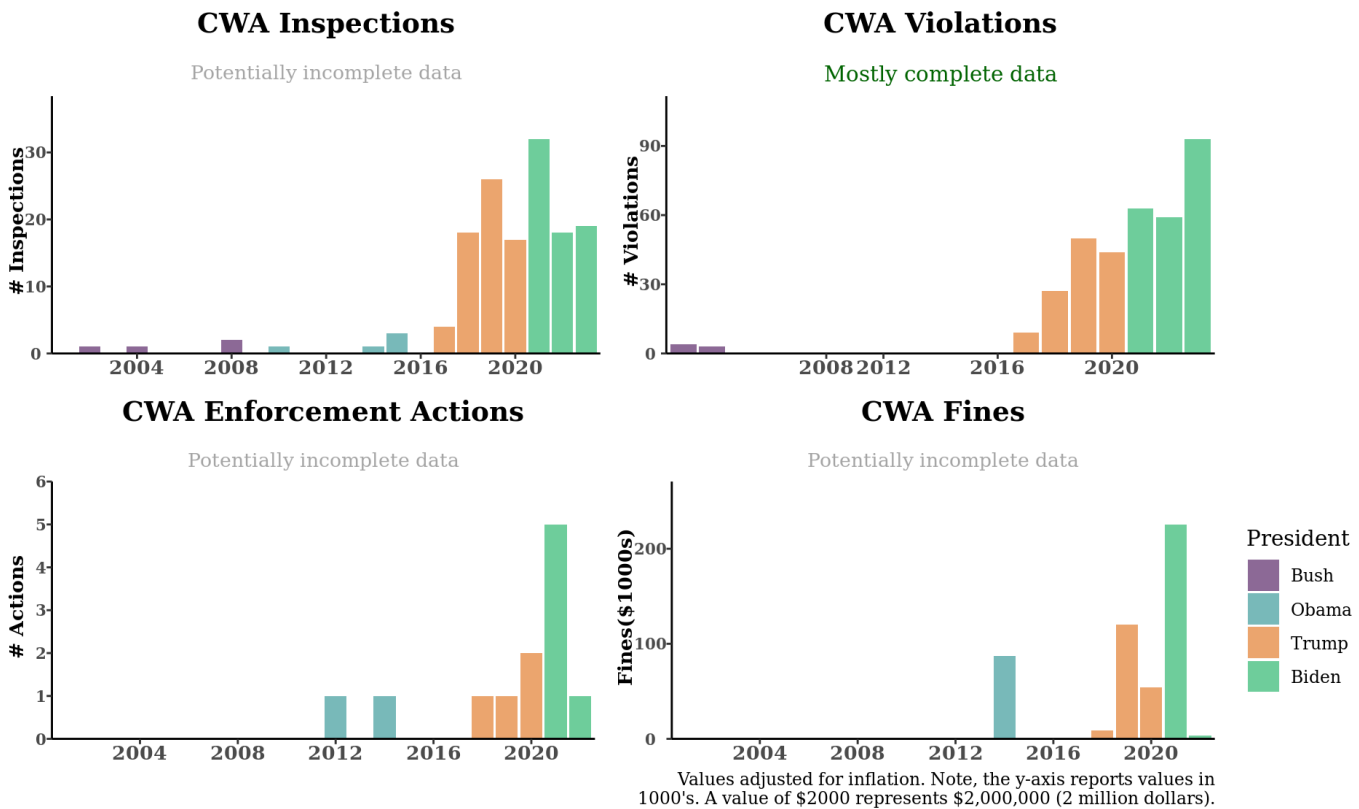 CWA Inspections
Potentially incomplete data
# Inspections
30
20
10
0
2004 2008 2012 2016 2020
CWA Violations
Mostly complete data
# Violations
90
60
30
0
2008 2012 2016 2020
CWA Enforcement Actions
Potentially incomplete data
# Actions
6
5
4
3
2
1
0
2004 2008 2012 2016 2020
CWA Fines
Potentially incomplete data
Fines($1000s)
200
100
0
2004 2008 2012 2016 2020
President
Bush
Obama
Trump
Biden
Values adjusted for inflation. Note, the y-axis reports values in
1000's. A value of $2000 represents $2,000,000 (2 million dollars).